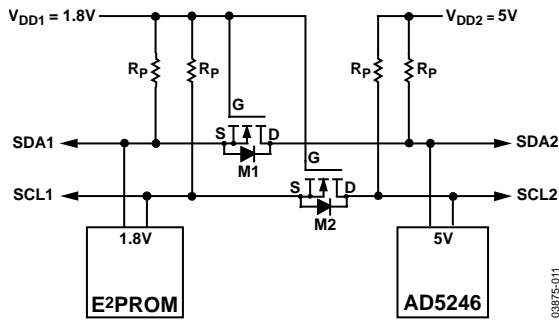 VDD1 = 1.8V
VDD2 = 5V
RP
RP
RP
RP
G
S
D
M1
SDA1
SDA2
G
S
D
M2
SCL1
SCL2
1.8V
E2PROM
5V
AD5246
03875-011